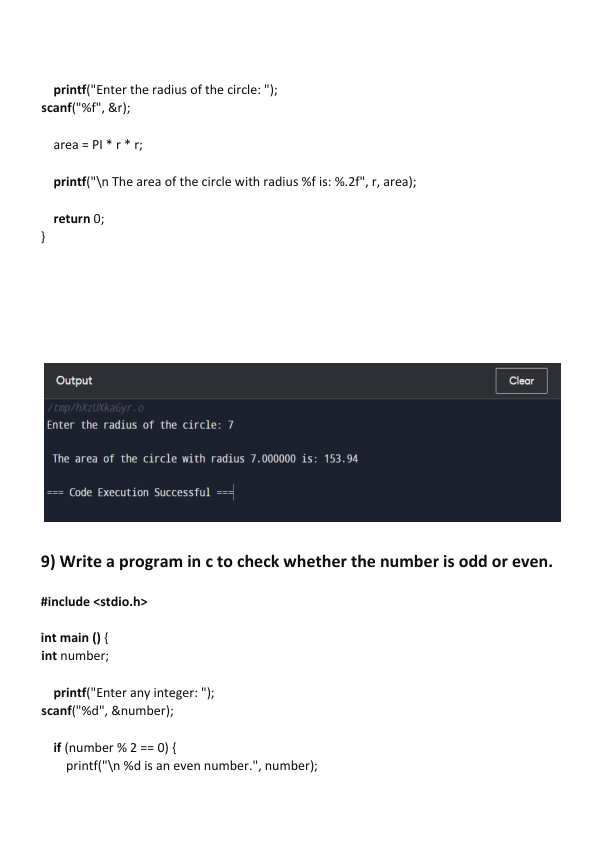 printf("Enter the radius of the circle: ");
scanf("%f", &r);
area = PI * r * r;
printf("\n The area of the circle with radius %f is: %.2f", r, area);
return 0;
}
Output
Clear
/tmp/hXzUXkaGyr.o
Enter the radius of the circle: 7
The area of the circle with radius 7.000000 is: 153.94
=== Code Execution Successful ===
9) Write a program in c to check whether the number is odd or even.
#include <stdio.h>
int main () {
int number;
printf("Enter any integer: ");
scanf("%d", &number);
if (number % 2 == 0) {
printf("\n %d is an even number.", number);